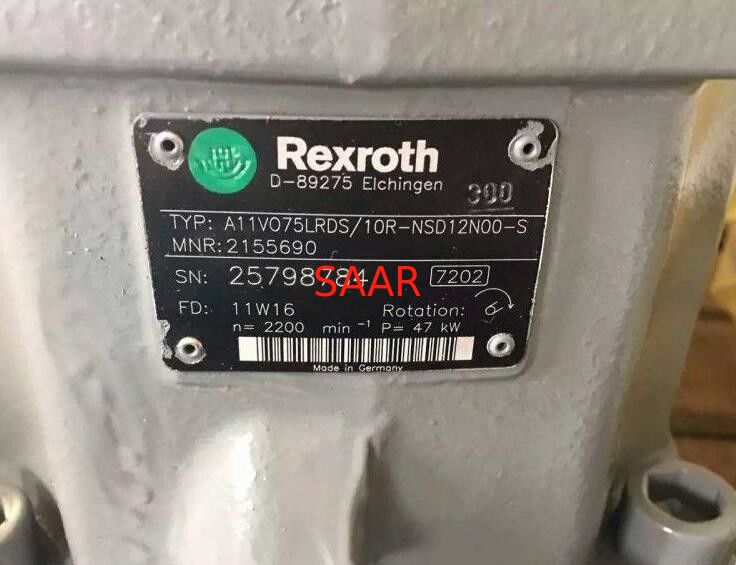 Rexroth
D-89275 Elchingen
300
TYP: A11VO75LRDS/10R-NSD12N00-S
MNR: 2155690
SN: 25798784 7202
SAAR
FD: 11W16 Rotation:
n= 2200 min -1 P= 47 kW
Made in Germany